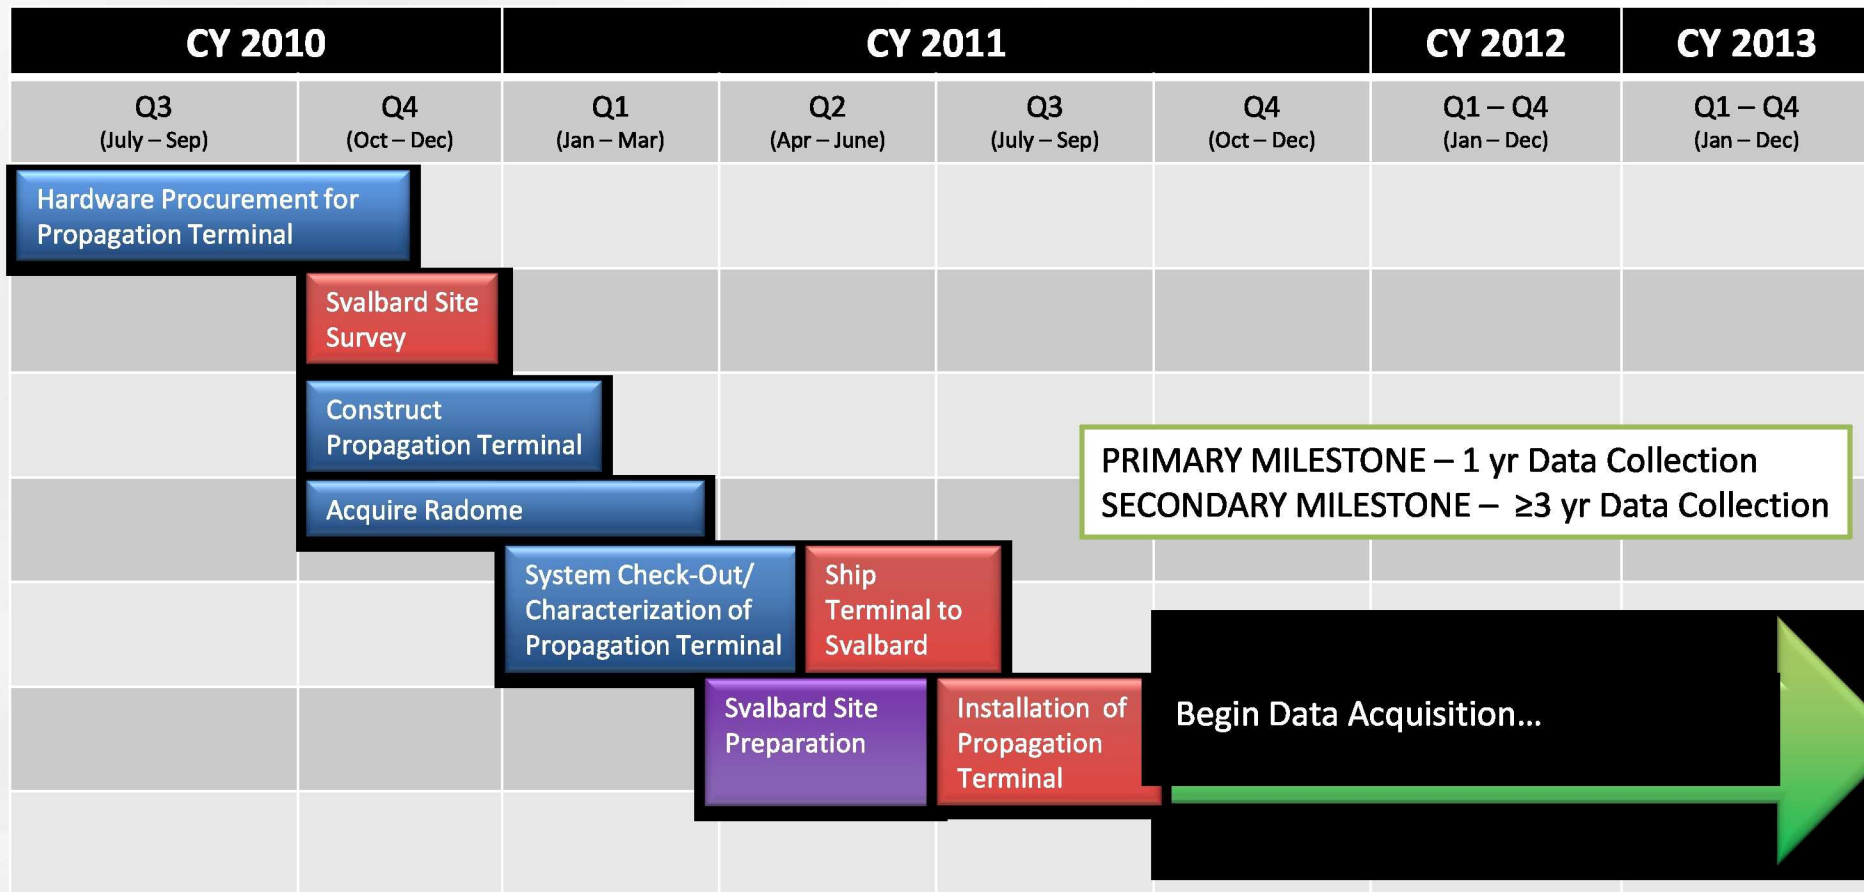 CY 2010
CY 2011
CY 2012
CY 2013
Q3
(July – Sep)
Q4
(Oct – Dec)
Q1
(Jan – Mar)
Q2
(Apr – June)
Q3
(July – Sep)
Q4
(Oct – Dec)
Q1 – Q4
(Jan – Dec)
Q1 – Q4
(Jan – Dec)
Hardware Procurement for
Propagation Terminal
Svalbard Site
Survey
Construct
Propagation Terminal
PRIMARY MILESTONE – 1 yr Data Collection
SECONDARY MILESTONE – ≥3 yr Data Collection
Acquire Radome
System Check-Out/
Characterization of
Propagation Terminal
Ship
Terminal to
Svalbard
Svalbard Site
Preparation
Installation of
Propagation
Terminal
Begin Data Acquisition...